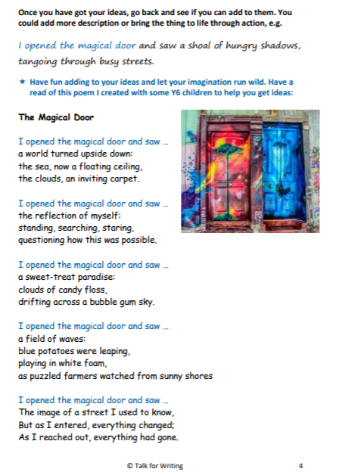 Once you have got your ideas, go back and see if you can add to them. You
could add more description or bring the thing to life through action, e.g.
I opened the magical door and saw a shoal of hungry shadows,
tangoing through busy streets.
★ Have fun adding to your ideas and let your imagination run wild. Have a
read of this poem I created with some Y6 children to help you get ideas:
The Magical Door
I opened the magical door and saw ...
a world turned upside down:
the sea, now a floating ceiling,
the clouds, an inviting carpet.
I opened the magical door and saw ...
the reflection of myself:
standing, searching, staring,
questioning how this was possible.
I opened the magical door and saw ...
a sweet-treat paradise:
clouds of candy floss,
drifting across a bubble gum sky.
I opened the magical door and saw ...
a field of waves:
blue potatoes were leaping,
playing in white foam,
as puzzled farmers watched from sunny shores
I opened the magical door and saw ...
The image of a street I used to know,
But as I entered, everything changed;
As I reached out, everything had gone.
© Talk for Writing
4